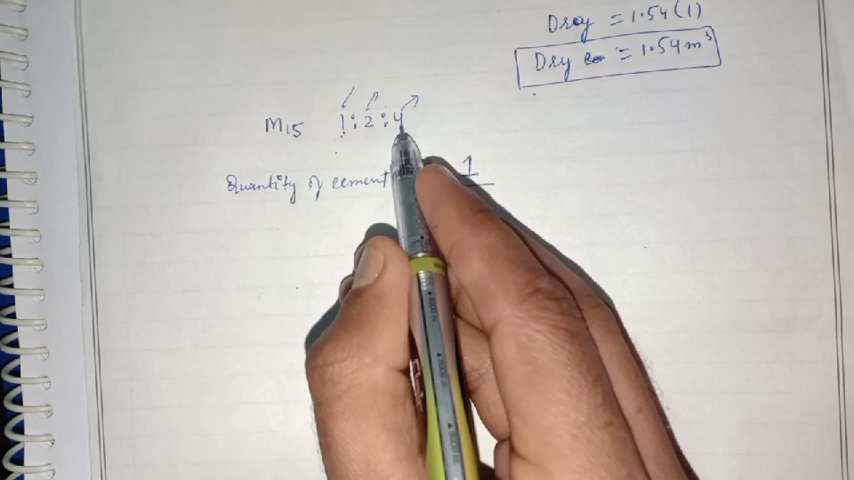 Dry = 1.54(1)
Dry = 1.54m³
M15 1:2:4
Quantity of cement 1